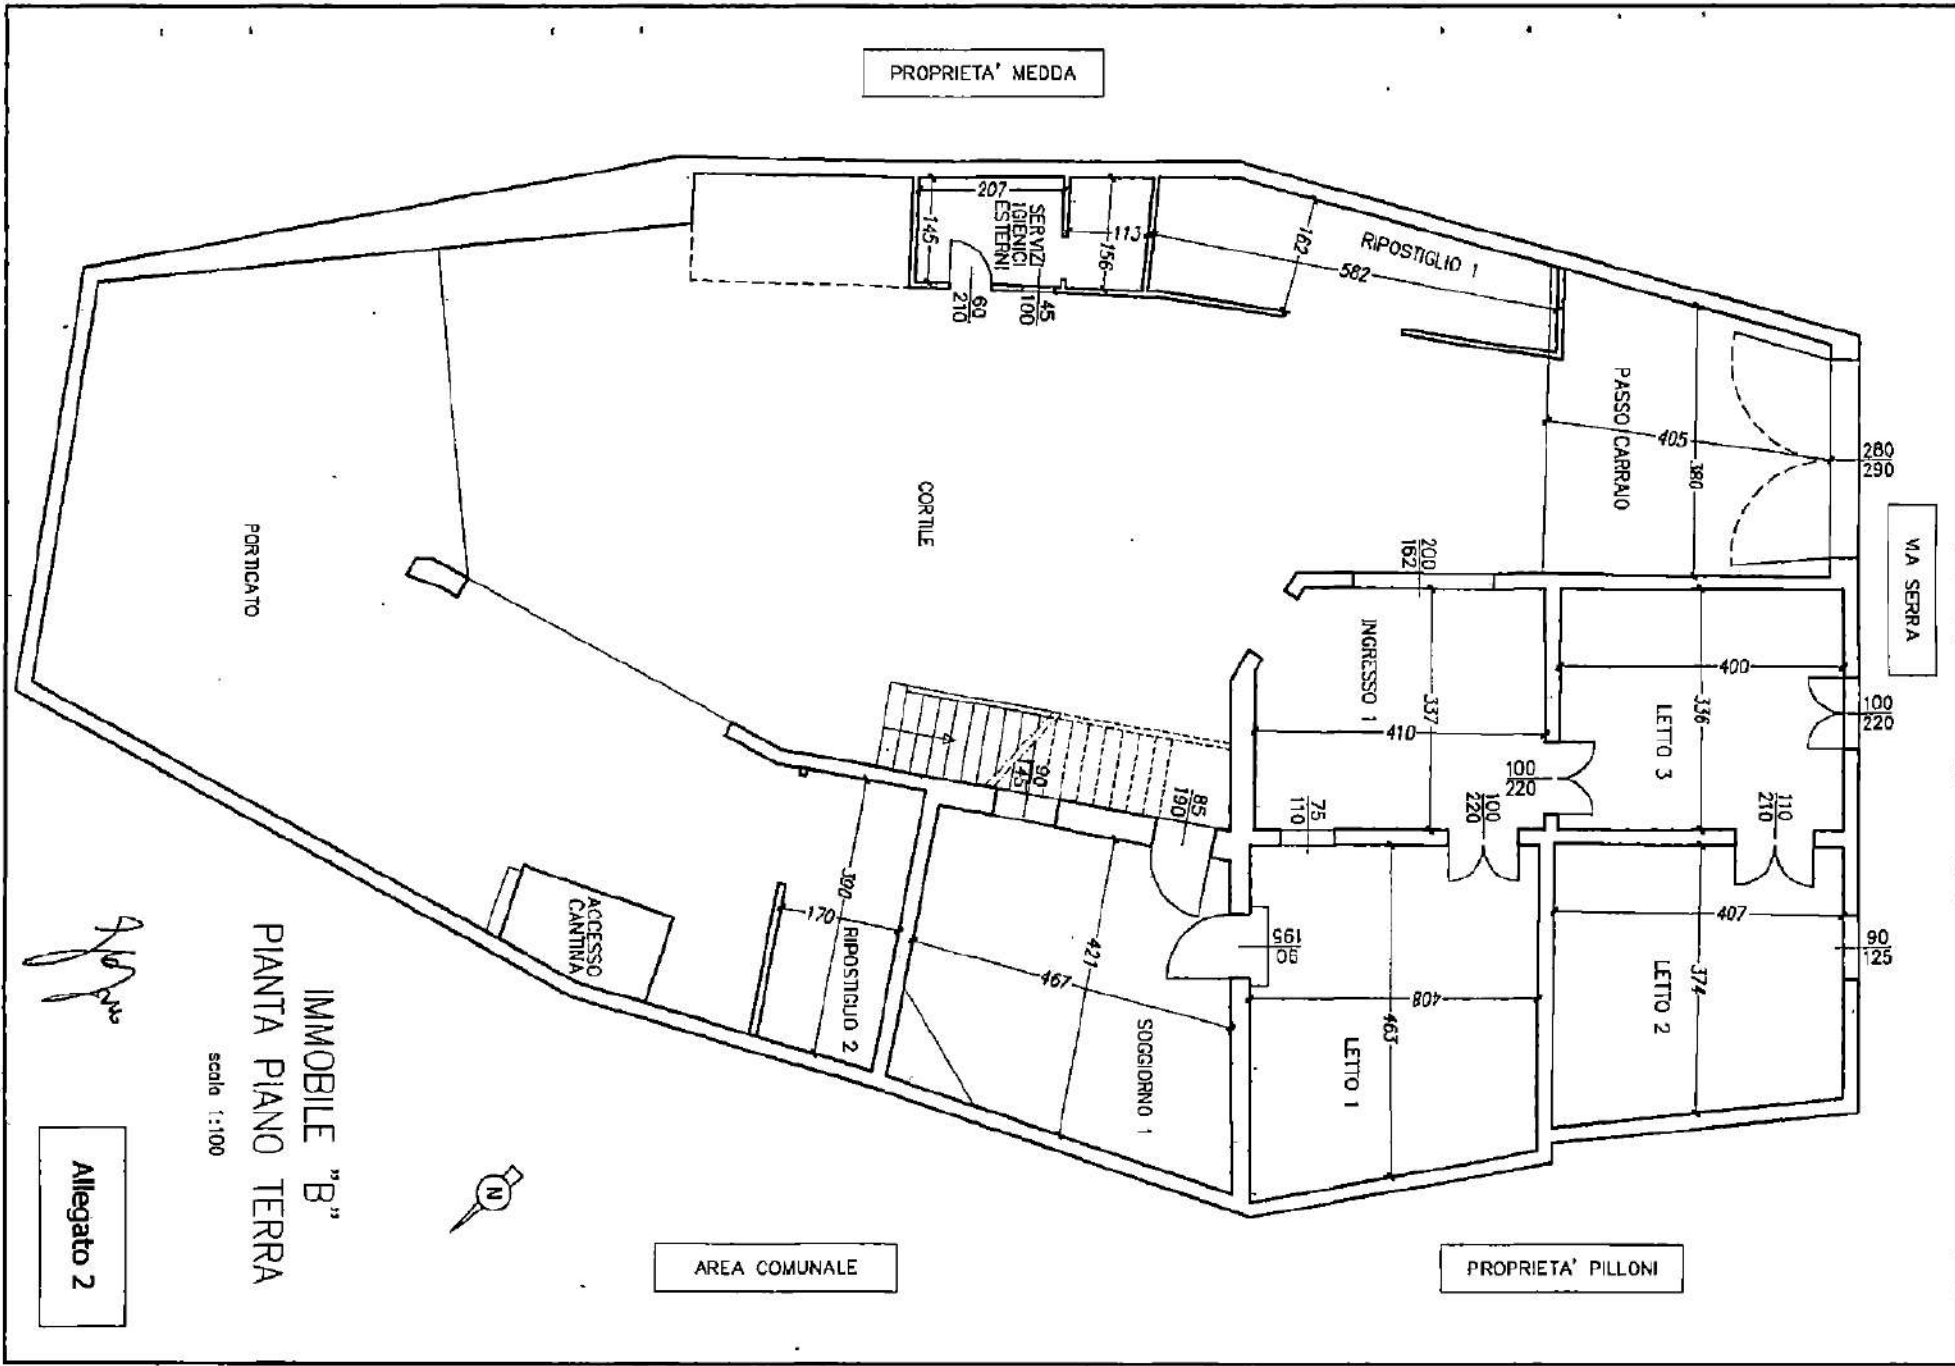 PROPRIETA' MEDDA
207
145
SERVIZI
IGIENICI
ESTERNI
113
156
60
210
45
100
162
RIPOSTIGLIO 1
582
PASSO CARRAIO
405
380
280
290
VIA SERRA
CORTILE
PORTICATO
200
162
INGRESSO 1
337
410
400
336
LETTO 3
100
220
100
220
100
220
110
210
75
110
90
45
85
190
390
170
RIPOSTIGLIO 2
ACCESSO
CANTINA
421
467
SOGGIORNO 1
90
195
408
463
LETTO 1
407
374
LETTO 2
90
125
IMMOBILE "B"
PIANTA PIANO TERRA
scala 1:100
Allegato 2
N
AREA COMUNALE
PROPRIETA' PILLONI